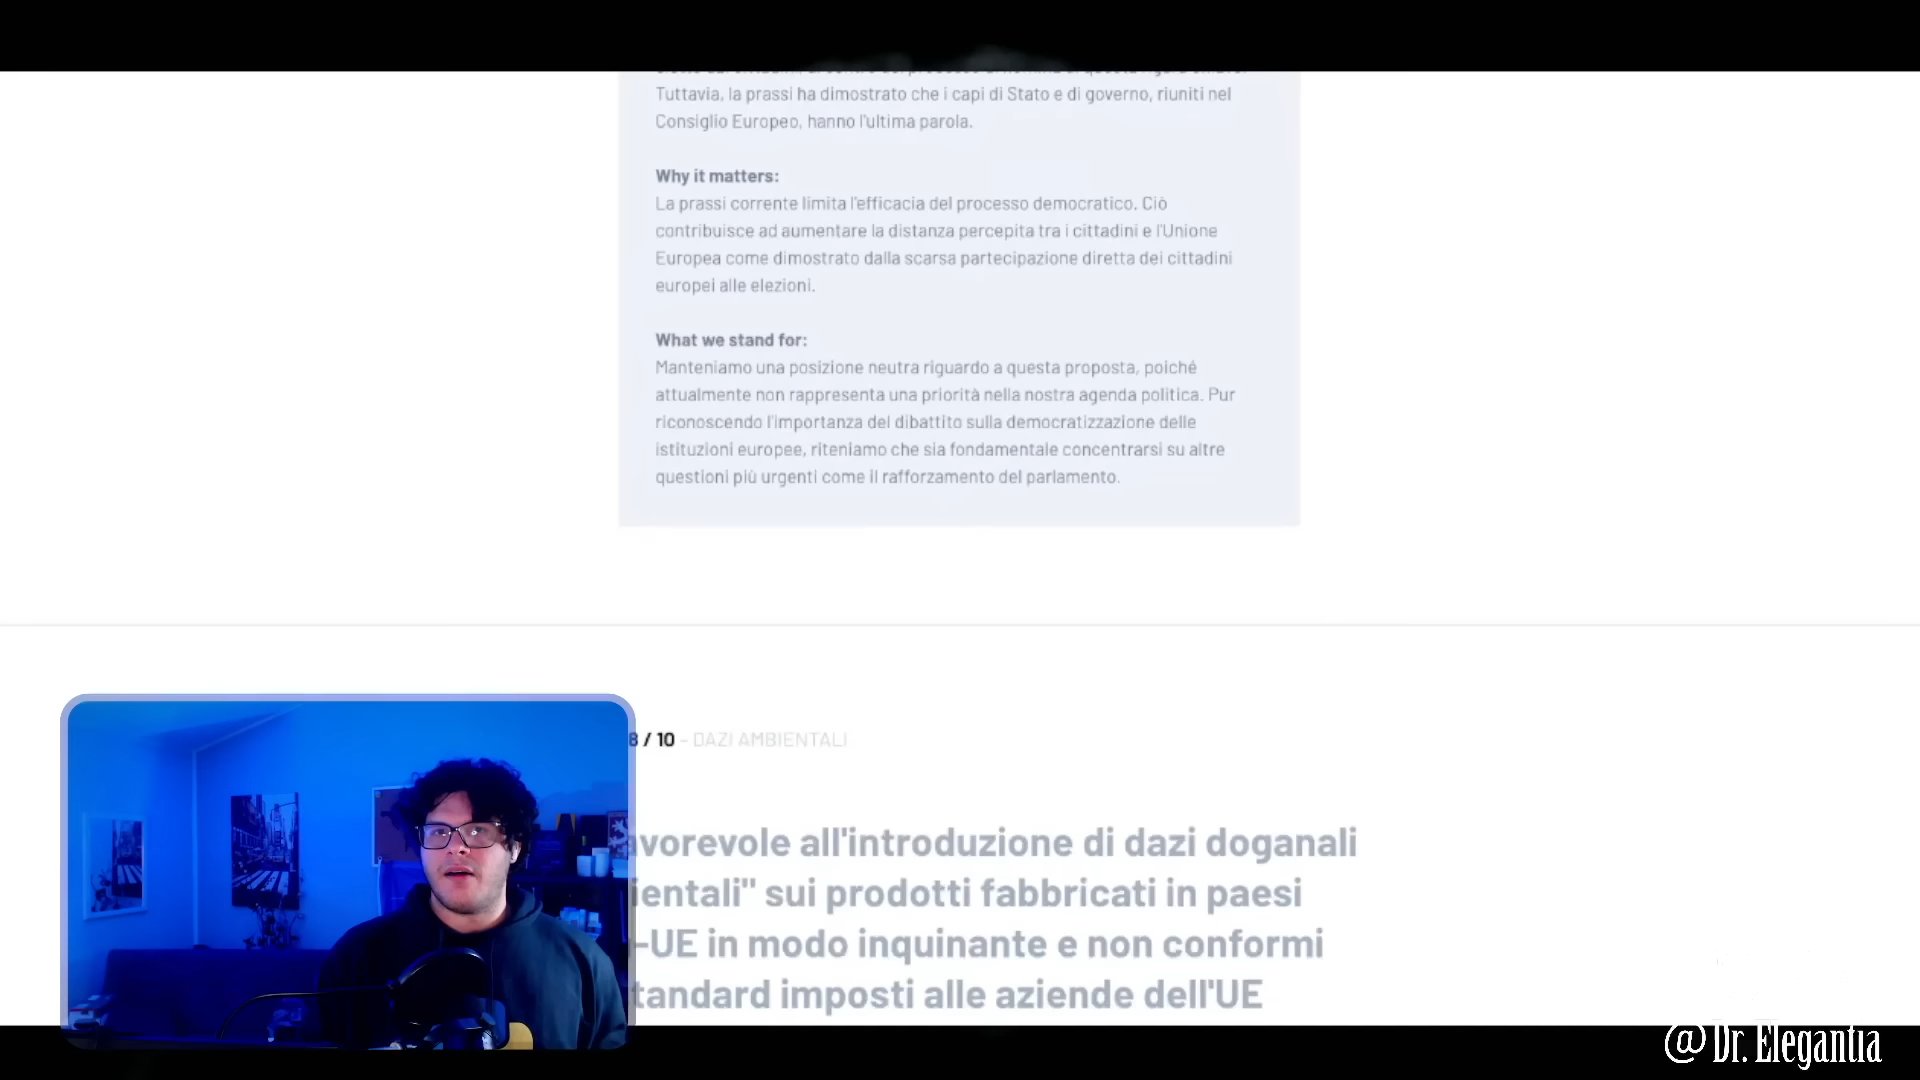 Tuttavia, la prassi ha dimostrato che i capi di Stato e di governo, riuniti nel
Consiglio Europeo, hanno l'ultima parola.
Why it matters:
La prassi corrente limita l'efficacia del processo democratico. Ciò
contribuisce ad aumentare la distanza percepita tra i cittadini e l'Unione
Europea come dimostrato dalla scarsa partecipazione diretta dei cittadini
europei alle elezioni.
What we stand for:
Manteniamo una posizione neutra riguardo a questa proposta, poiché
attualmente non rappresenta una priorità nella nostra agenda politica. Pur
riconoscendo l'importanza del dibattito sulla democratizzazione delle
istituzioni europee, riteniamo che sia fondamentale concentrarsi su altre
questioni più urgenti come il rafforzamento del parlamento.
8 / 10 - DAZI AMBIENTALI
avorevole all'introduzione di dazi doganali
ientali" sui prodotti fabbricati in paesi
-UE in modo inquinante e non conformi
tandard imposti alle aziende dell'UE
@Dr. Elegantia